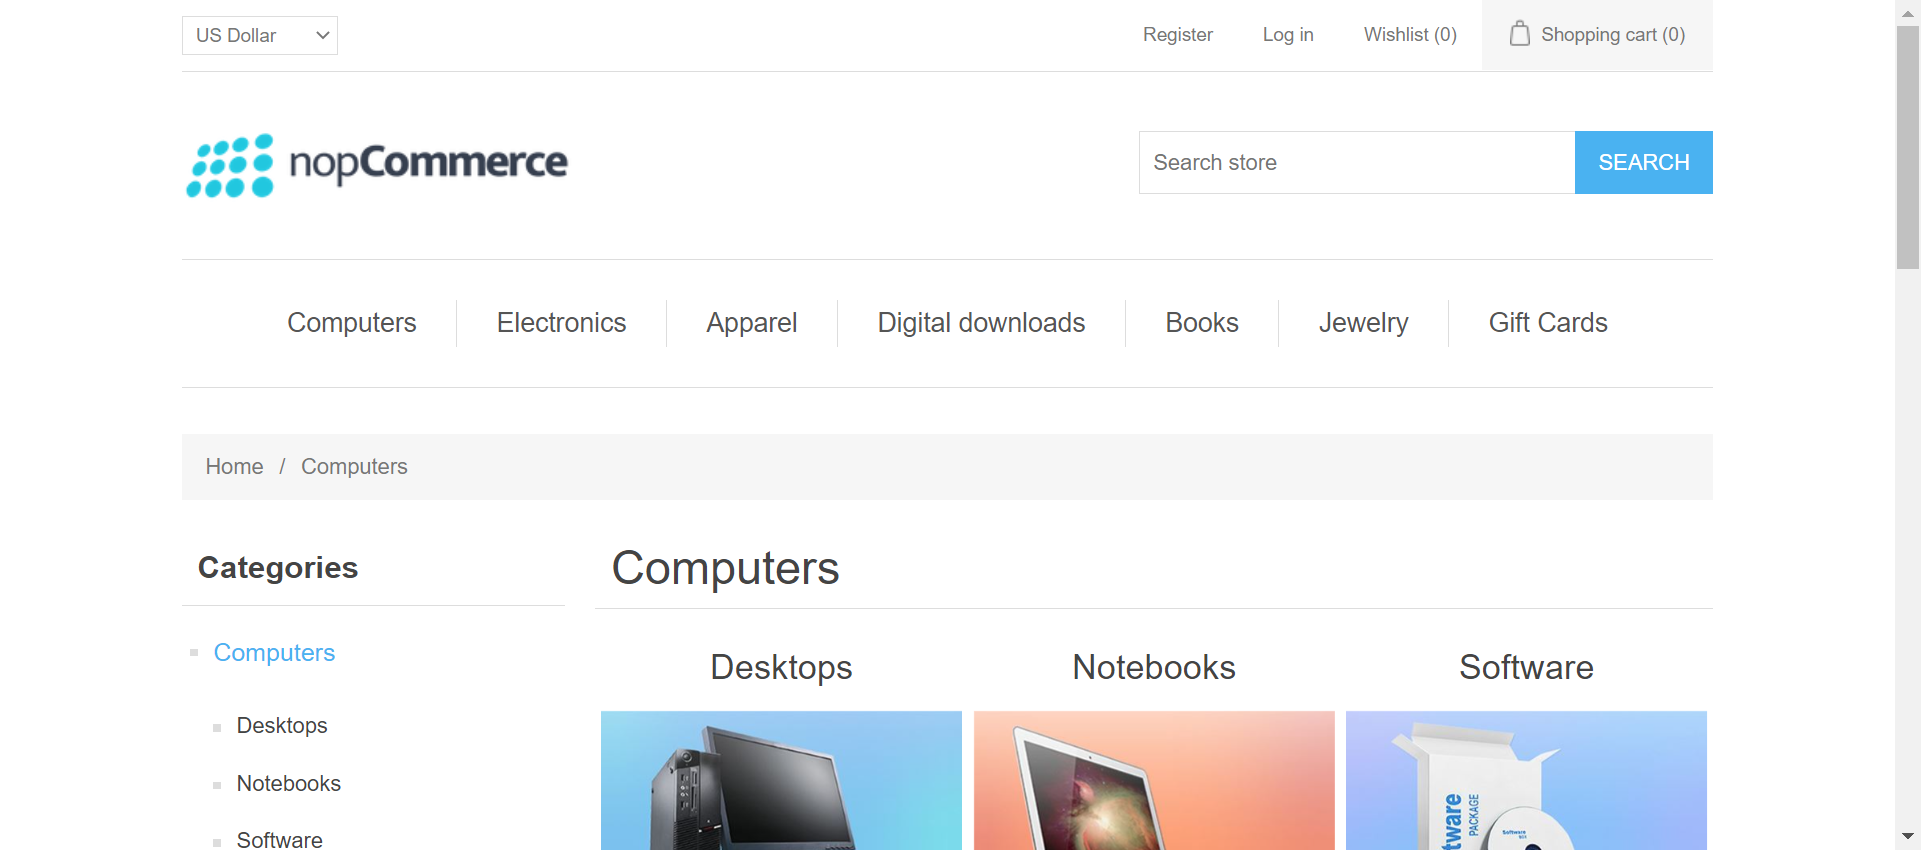 US Dollar
Register
Log in
Wishlist (0)
Shopping cart (0)
nopCommerce
Search store
SEARCH
Computers
Electronics
Apparel
Digital downloads
Books
Jewelry
Gift Cards
Home / Computers
Categories
Computers
Desktops
Notebooks
Software
Computers
Desktops
Notebooks
Software
PACKAGE
Software